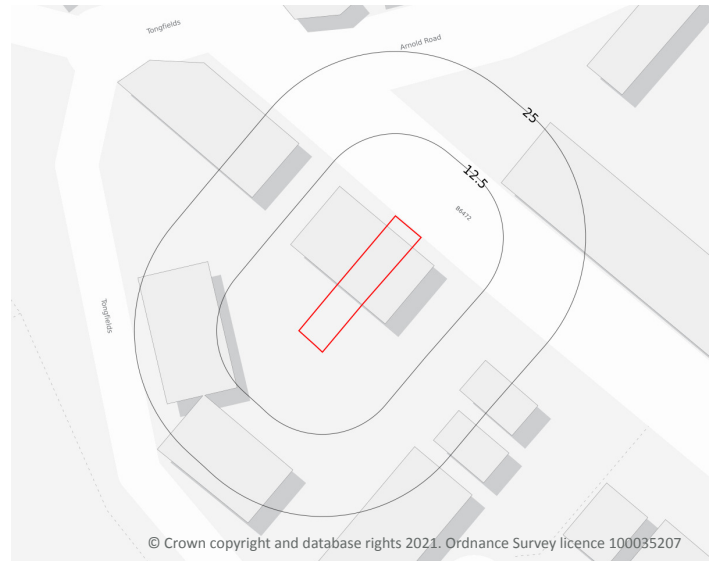 Tongfields
Arnold Road
25
12.5
B6472
Tongfields
© Crown copyright and database rights 2021. Ordnance Survey licence 100035207